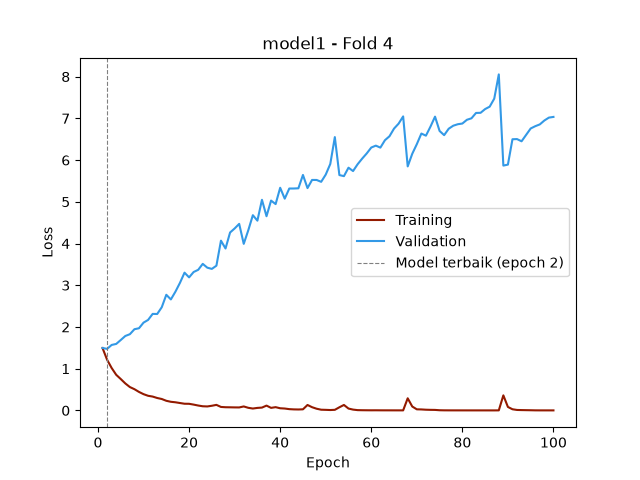 model1 - Fold 4
Loss
8
7
6
5
4
3
2
1
0
Training
Validation
Model terbaik (epoch 2)
0 20 40 60 80 100
Epoch